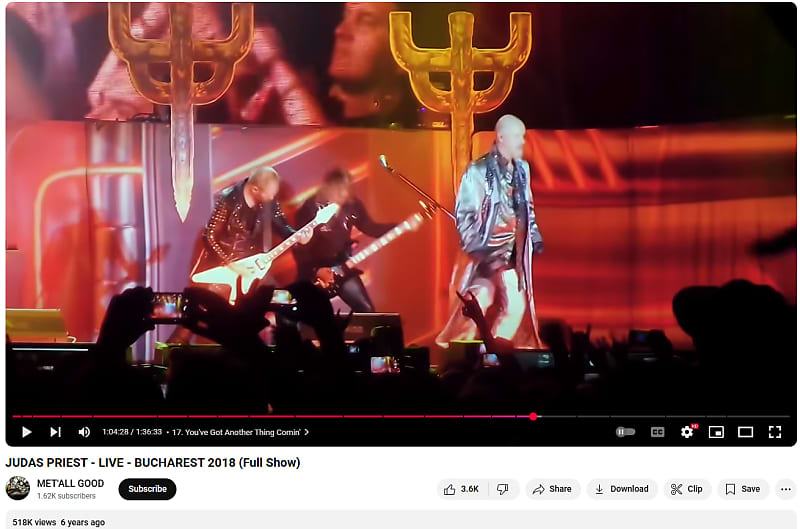 1:04:28 / 1:36:33 • 17. You've Got Another Thing Comin'
CC
HD
JUDAS PRIEST - LIVE - BUCHAREST 2018 (Full Show)
MET'ALL GOOD
1.62K subscribers
Subscribe
3.6K
Share
Download
Clip
Save
518K views 6 years ago